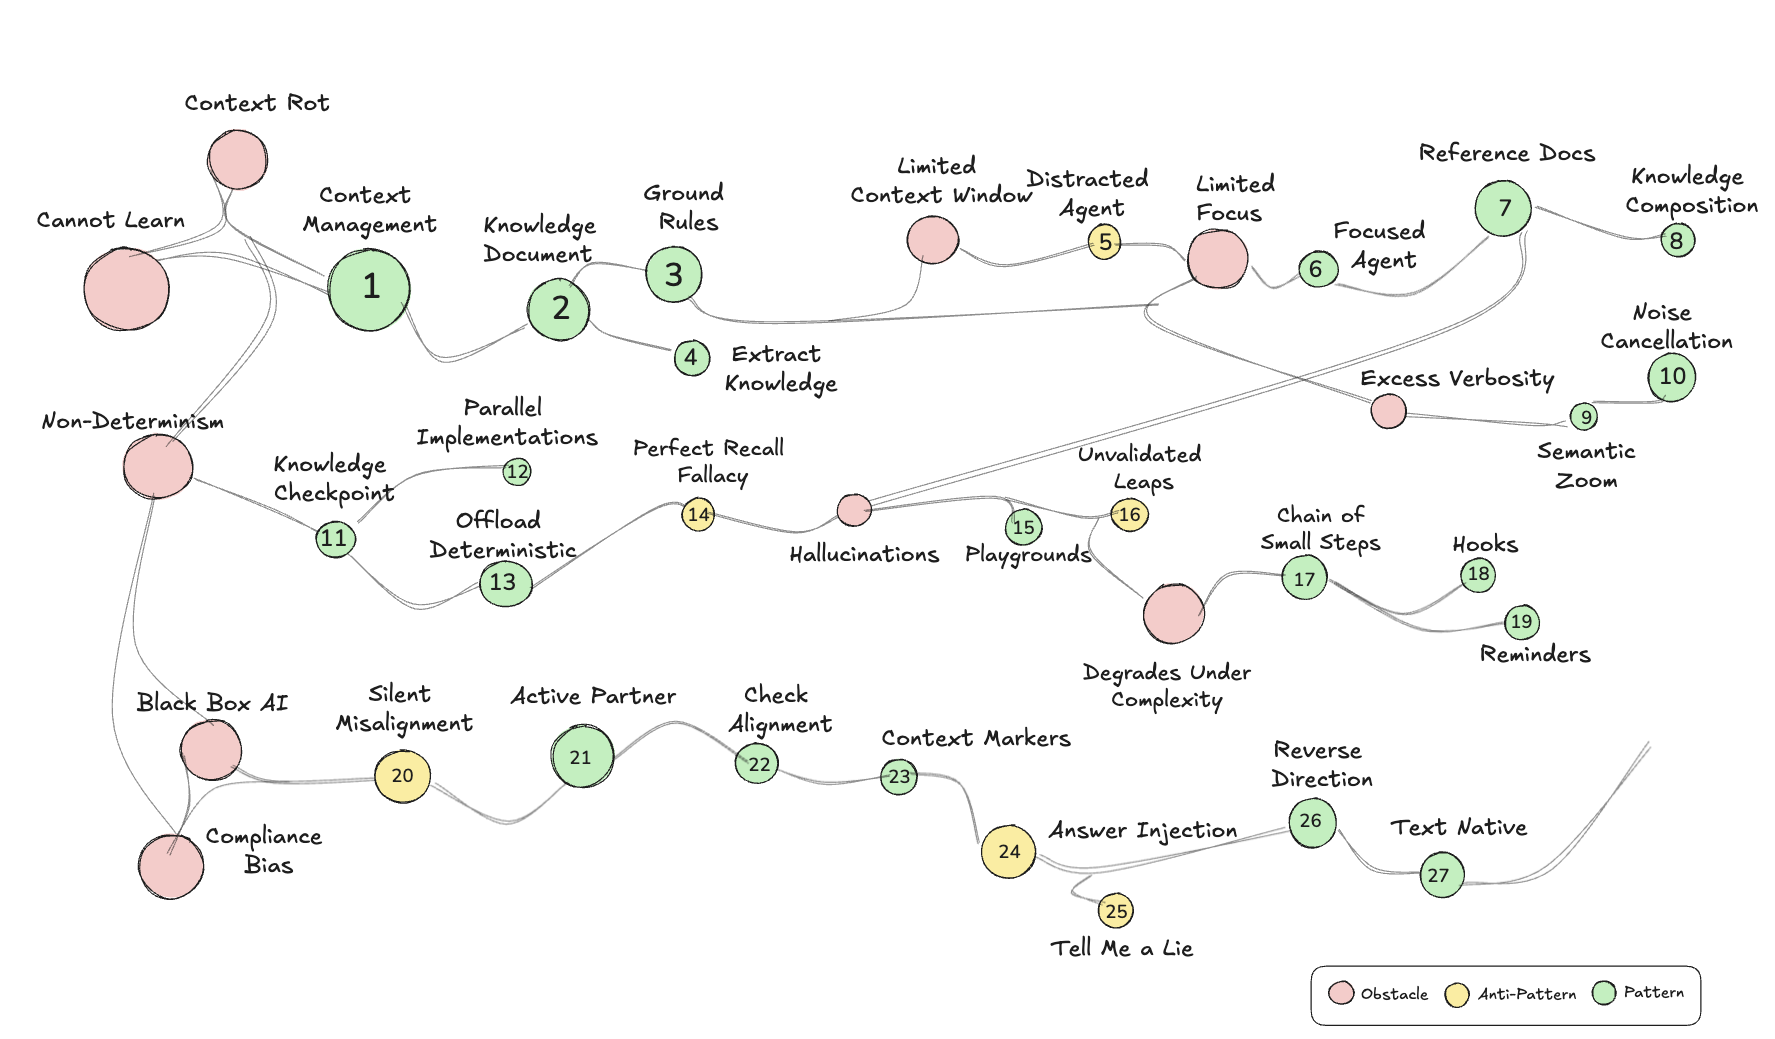 Context Rot
Cannot Learn
Context
Management
1
Knowledge
Document
2
Ground
Rules
3
4
Extract
Knowledge
Limited
Context Window
Distracted
Agent
5
Limited
Focus
6
Focused
Agent
Reference Docs
7
Knowledge
Composition
8
Noise
Cancellation
10
Excess Verbosity
9
Semantic
Zoom
Non-Determinism
Knowledge
Checkpoint
11
Parallel
Implementations
12
Offload
Deterministic
13
Perfect Recall
Fallacy
14
Hallucinations
15
Playgrounds
Unvalidated
Leaps
16
Degrades Under
Complexity
Chain of
Small Steps
17
Hooks
18
19
Reminders
Black Box AI
Compliance
Bias
Silent
Misalignment
20
Active Partner
21
Check
Alignment
22
Context Markers
23
24
Answer Injection
25
Tell Me a Lie
Reverse
Direction
26
Text Native
27
Obstacle
Anti-Pattern
Pattern